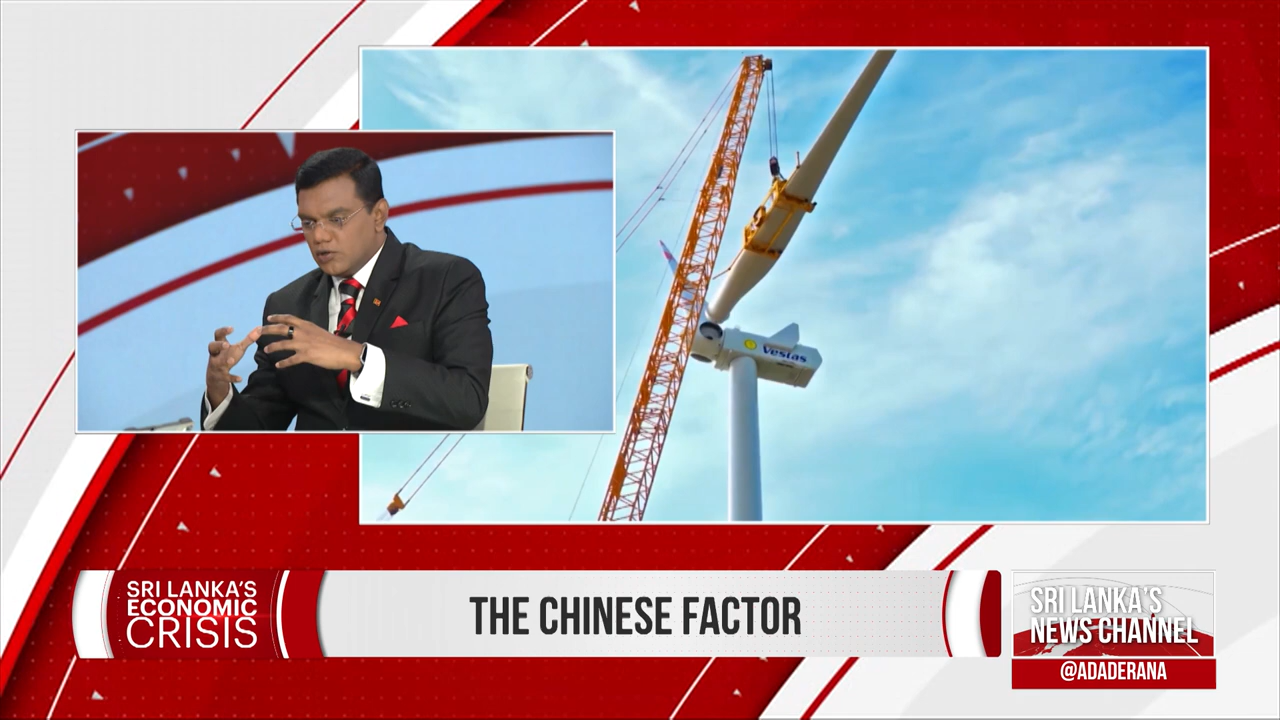 Vestas
SRI LANKA'S
ECONOMIC
CRISIS
THE CHINESE FACTOR
SRI LANKA'S
NEWS CHANNEL
@ADADERANA